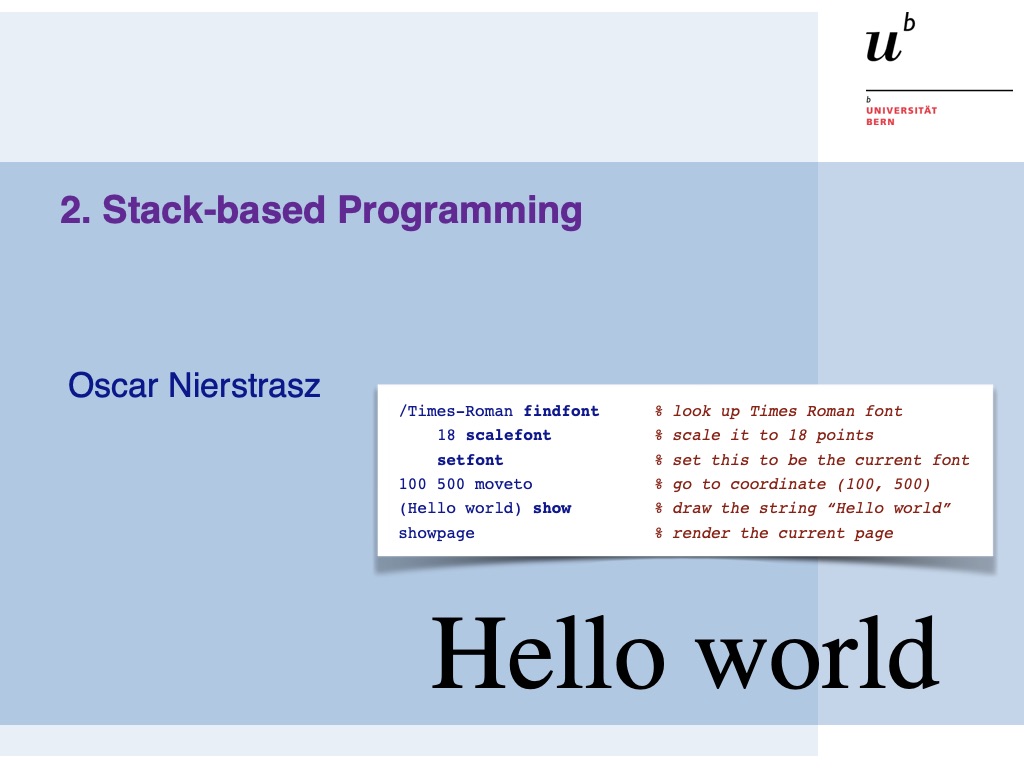 u b
b
UNIVERSITÄT
BERN
2. Stack-based Programming
Oscar Nierstrasz
/Times-Roman findfont % look up Times Roman font
18 scalefont % scale it to 18 points
setfont % set this to be the current font
100 500 moveto % go to coordinate (100, 500)
(Hello world) show % draw the string “Hello world”
showpage % render the current page
Hello world